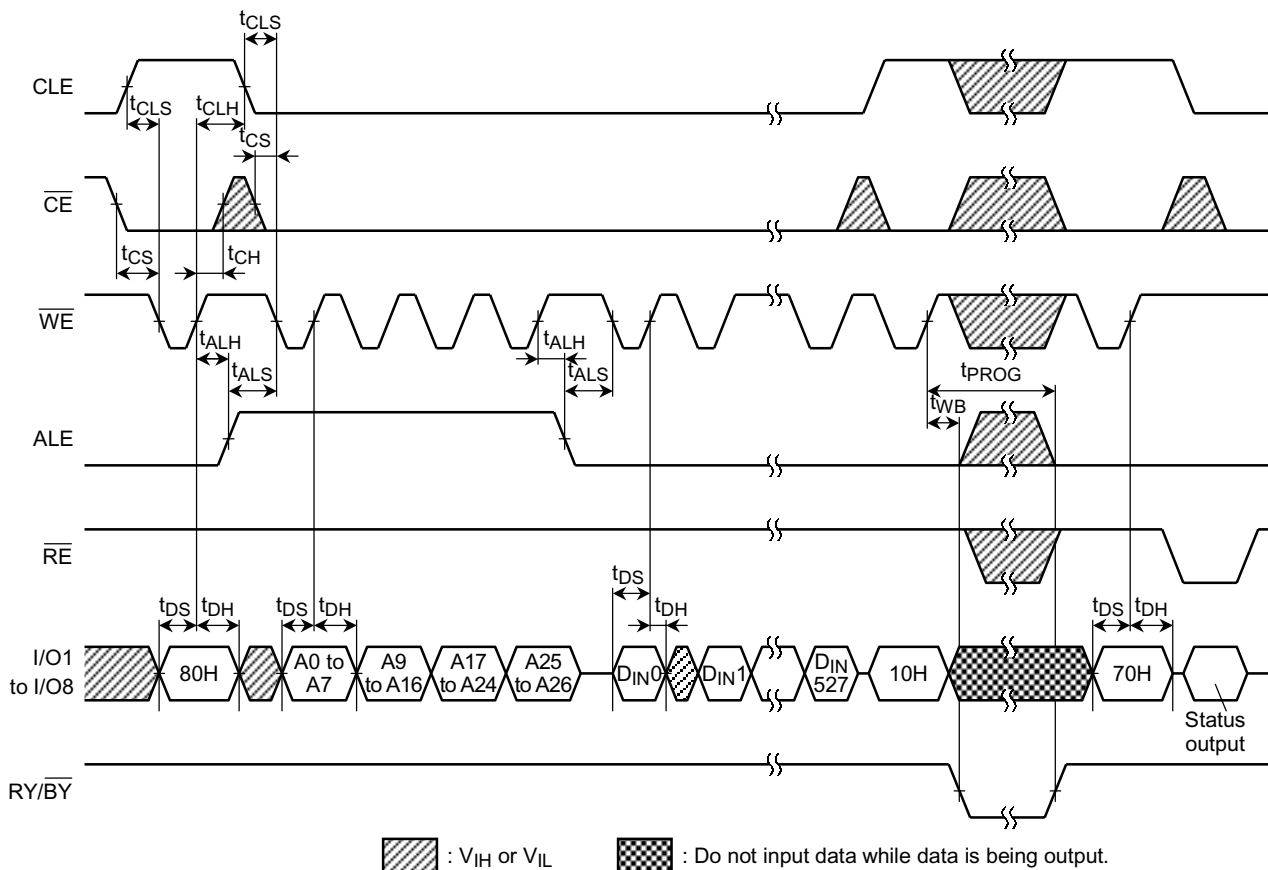 tCLS
CLE
tCLS
tCLH
tCS
CE
tCS
tCH
WE
tALH
tALS
tALH
tALS
tPROG
tWB
ALE
RE
tDS
tDH
tDS
tDH
tDS
tDH
tDS
tDH
I/O1
to I/O8
80H
A0 to
A7
A9
to A16
A17
to A24
A25
to A26
DIN0
DIN1
DIN
527
10H
70H
Status
output
RY/BY
: VIH or VIL
: Do not input data while data is being output.